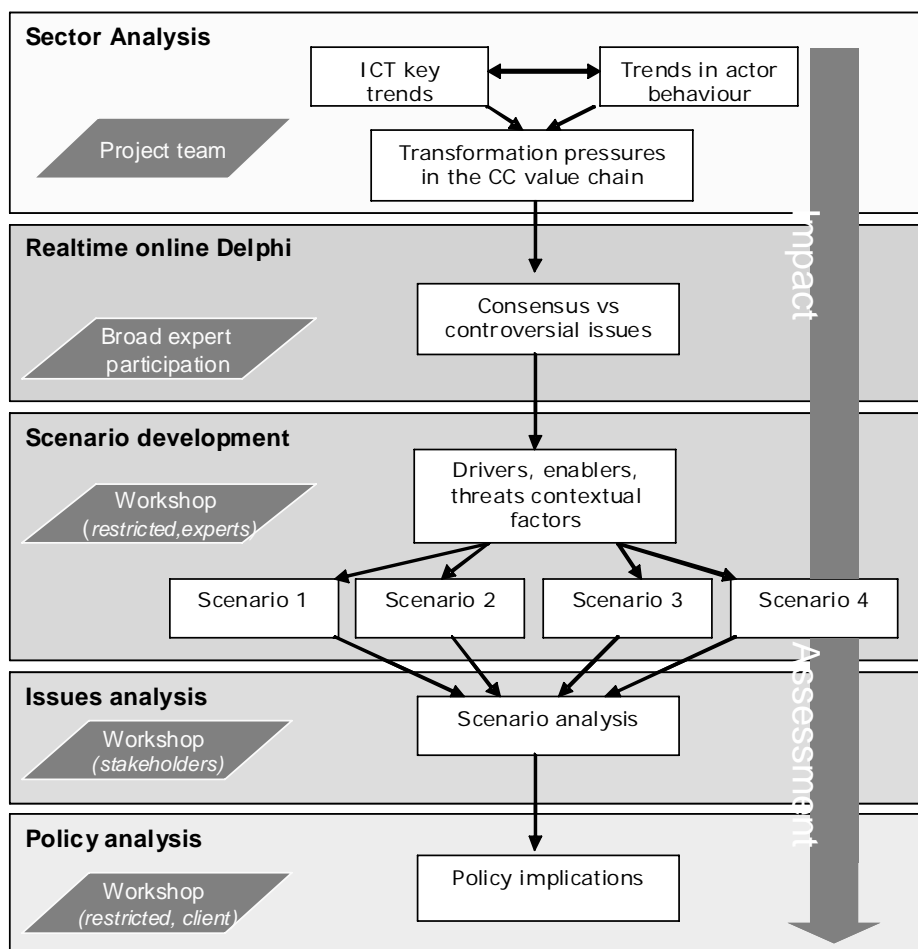 Sector Analysis
ICT key
trends
Trends in actor
behaviour
Project team
Transformation pressures
in the CC value chain
Realtime online Delphi
Broad expert
participation
Consensus vs
controversial issues
Scenario development
Workshop
(restricted,experts)
Drivers, enablers,
threats contextual
factors
Scenario 1
Scenario 2
Scenario 3
Scenario 4
Issues analysis
Workshop
(stakeholders)
Scenario analysis
Policy analysis
Workshop
(restricted, client)
Policy implications
Impact
Assessment